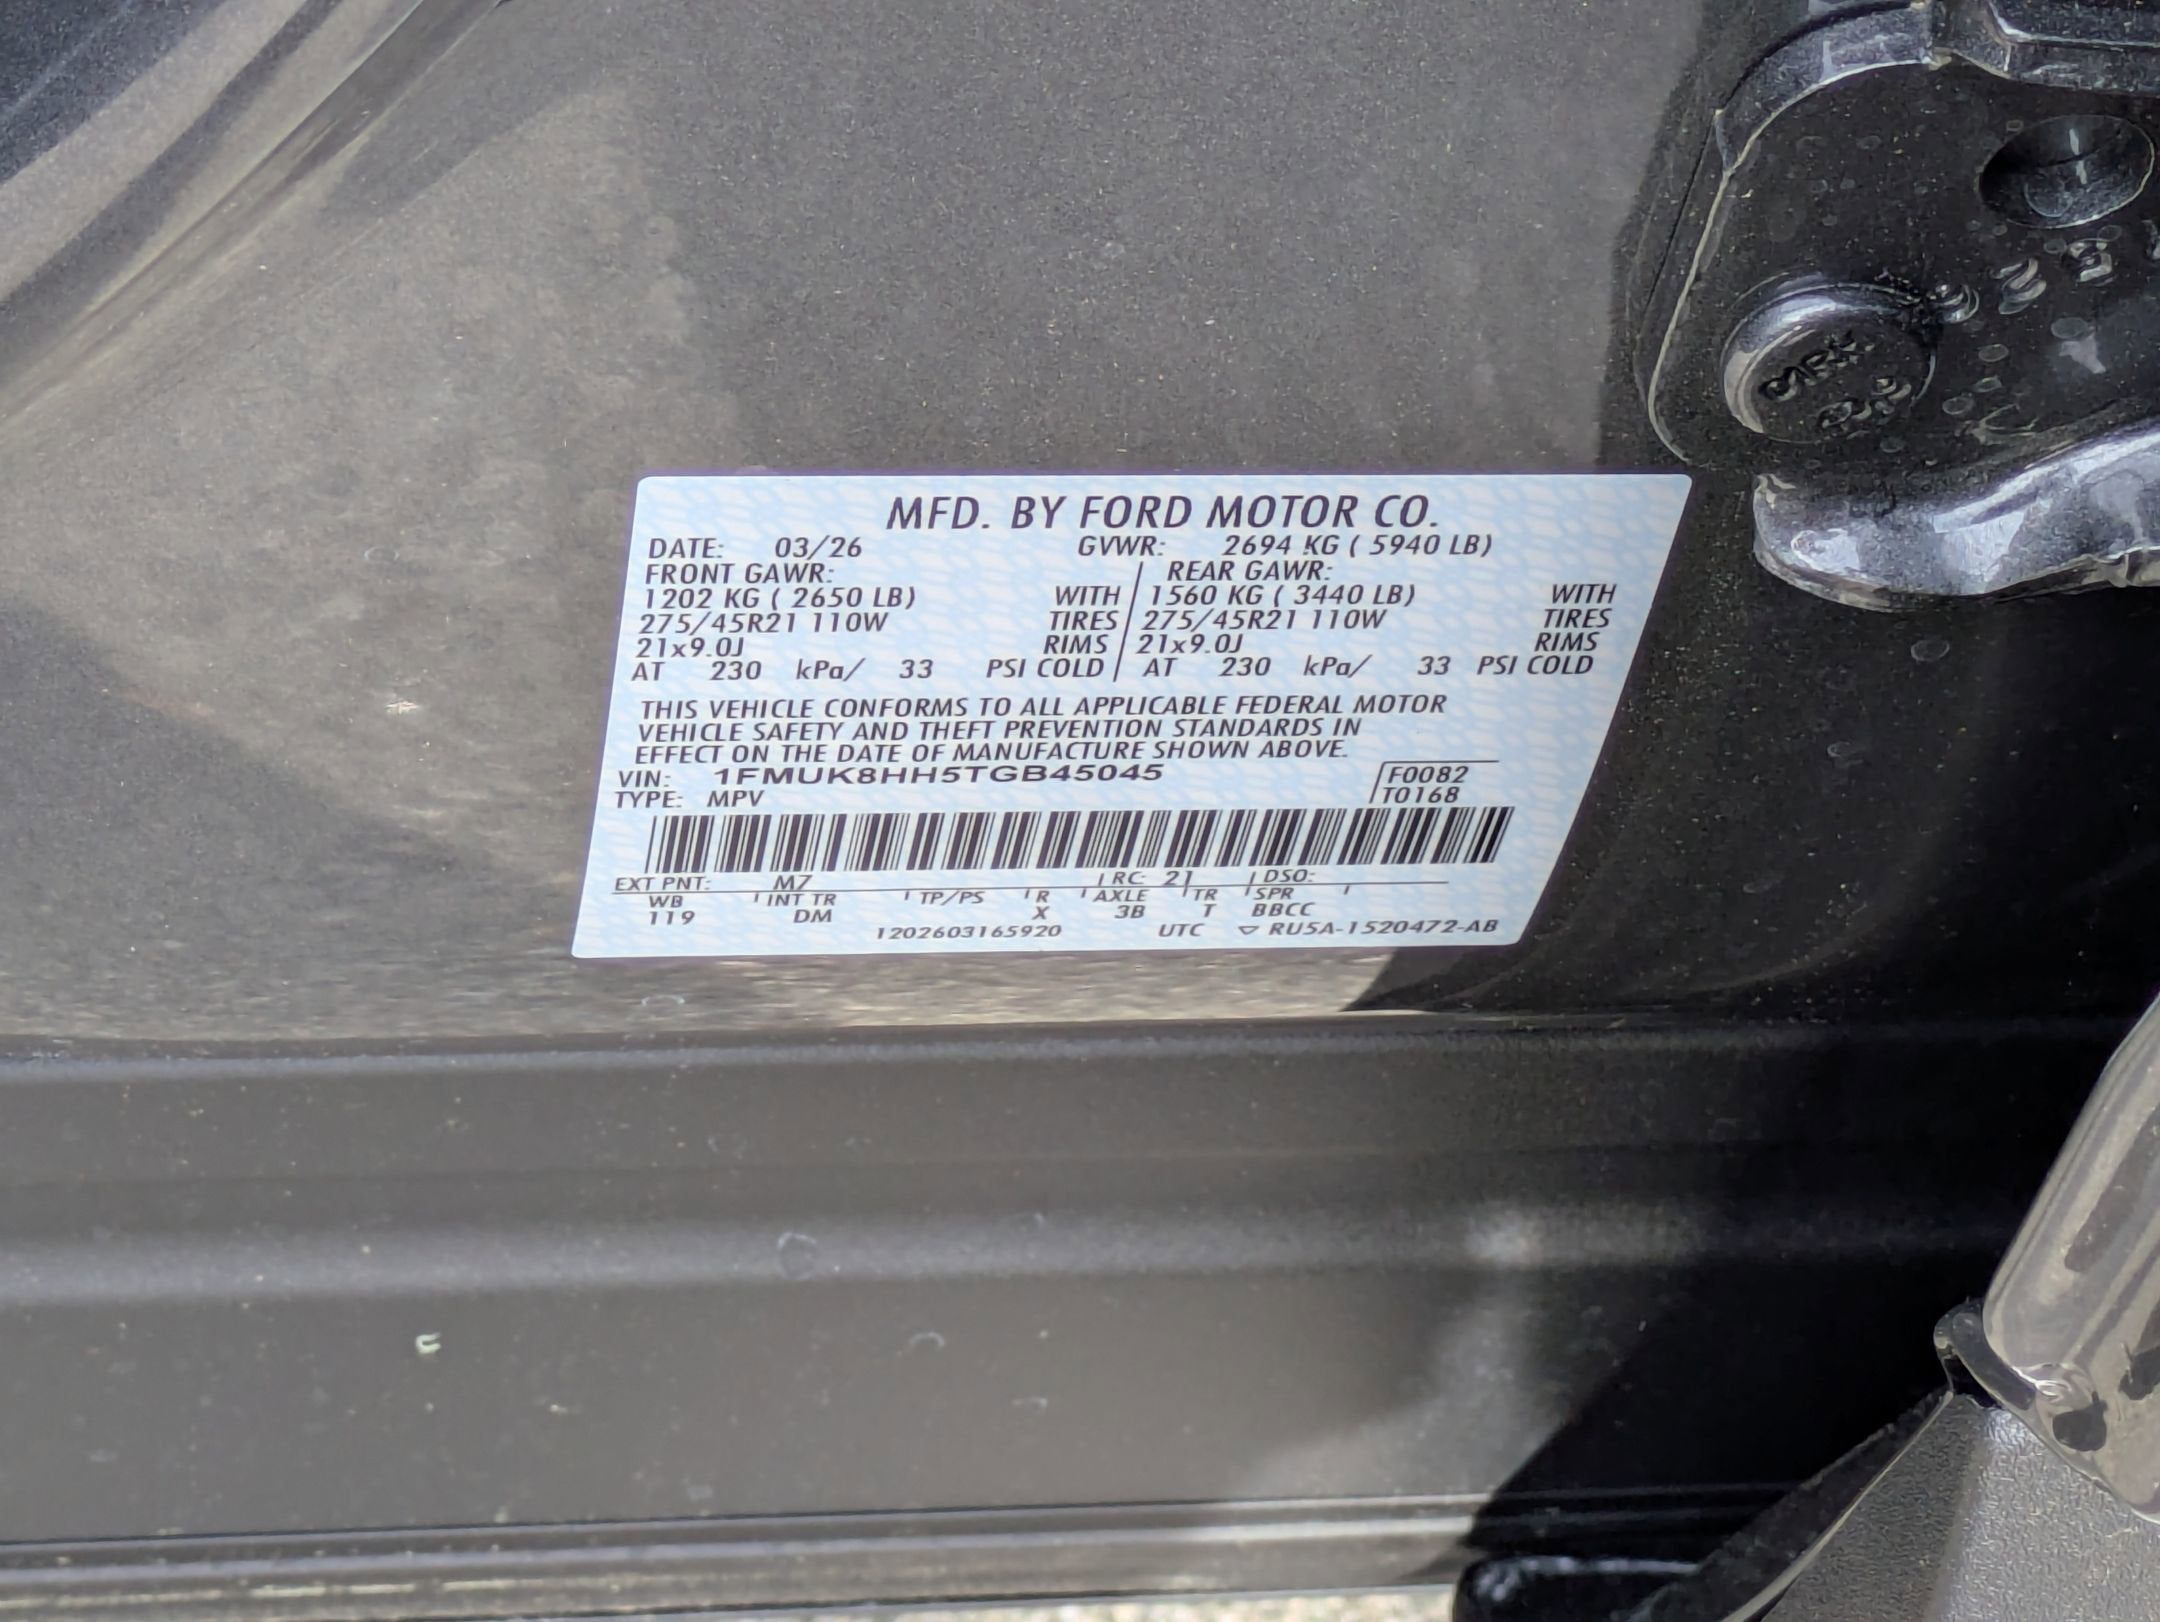 MFD. BY FORD MOTOR CO.
DATE: 03/26 GVWR: 2694 KG ( 5940 LB)
FRONT GAWR: REAR GAWR:
1202 KG ( 2650 LB) WITH 1560 KG ( 3440 LB) WITH
275/45R21 110W TIRES 275/45R21 110W TIRES
21x9.0J RIMS 21x9.0J RIMS
AT 230 kPa/ 33 PSI COLD AT 230 kPa/ 33 PSI COLD
THIS VEHICLE CONFORMS TO ALL APPLICABLE FEDERAL MOTOR
VEHICLE SAFETY AND THEFT PREVENTION STANDARDS IN
EFFECT ON THE DATE OF MANUFACTURE SHOWN ABOVE.
VIN: 1FMUK8HH5TGB45045 F0082
TYPE: MPV T0168
EXT PNT: M7 RC: 21 DSO:
WB INT TR TP/PS R AXLE TR SPR
119 DM X 3B T BBCC
1202603165920 UTC ▽ RU5A-1520472-AB